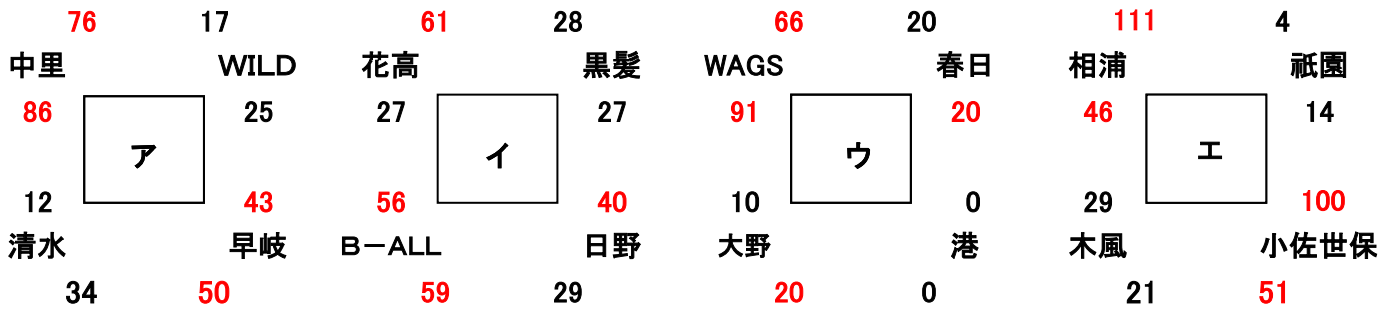 76 17 61 28 66 20 111 4
中里 WILD 花高 黒髪 WAGS 春日 相浦 祇園
86 25 27 27 91 20 46 14
ア イ ウ エ
12 43 56 40 10 0 29 100
清水 早岐 B－ALL 日野 大野 港 木風 小佐世保
34 50 59 29 20 0 21 51